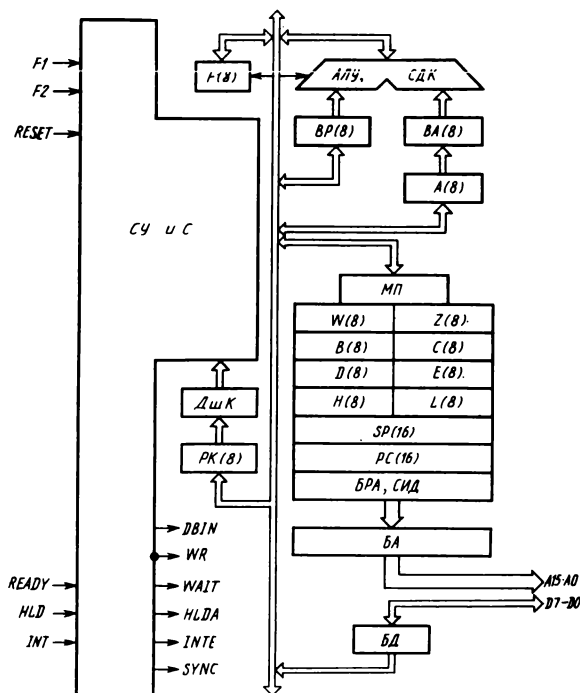 F1
F2
RESET
СУ и С
F(8)
АЛУ, СДК
ВР(8)
ВА(8)
А(8)
МП
W(8)
Z(8)
B(8)
C(8)
D(8)
E(8)
H(8)
L(8)
SP(16)
PC(16)
БРА, СИД
БА
ДшК
РК(8)
DBIN
WR
WAIT
HLDA
INTE
SYNC
READY
HLD
INT
A15-A0
D7-D0
БД